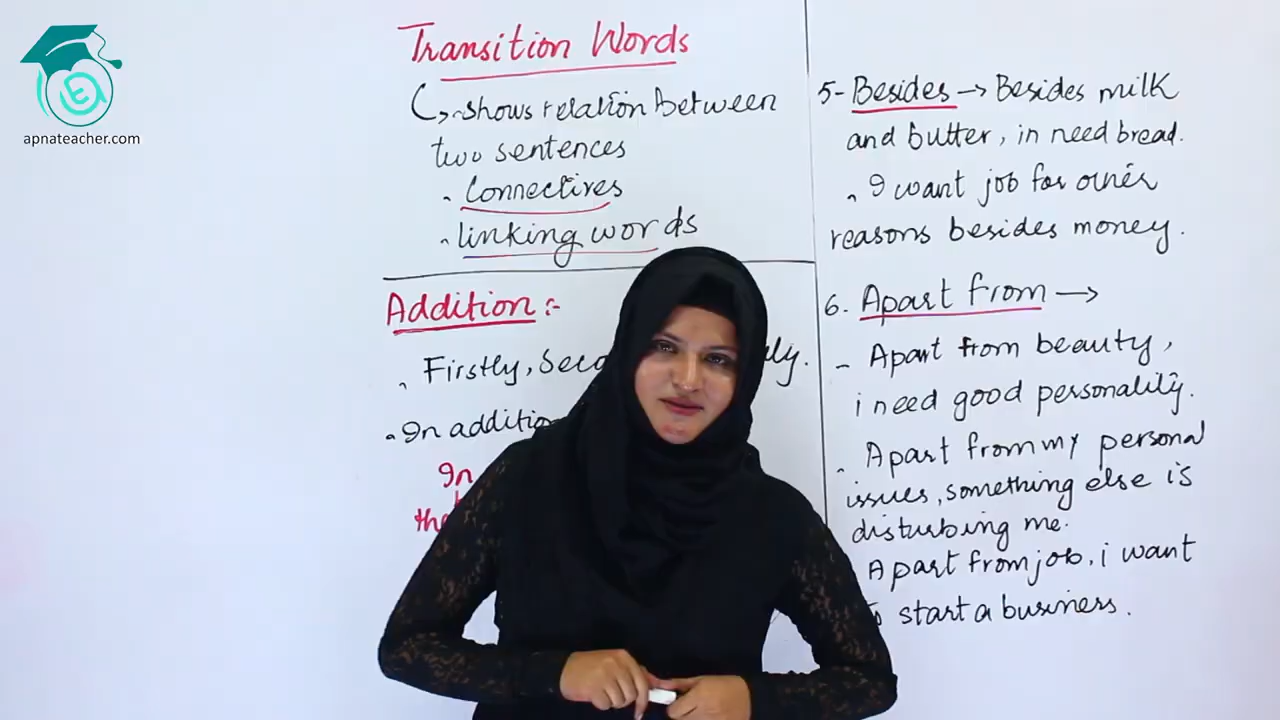 apnateacher.com
Transition Words
shows relation between
two sentences
Connectives
linking words
Addition :-
Firstly,
In addition
In
5- Besides → Besides milk
and butter, in need bread.
I want job for other
reasons besides money.
6. Apart from →
- Apart from beauty,
i need good personality.
Apart from my personal
issues, something else is
disturbing me.
Apart from job, i want
start a business.